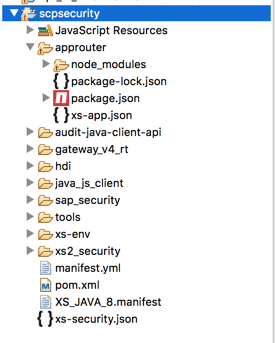 scpsecurity
JavaScript Resources
approuter
node_modules
package-lock.json
package.json
xs-app.json
audit-java-client-api
gateway_v4_rt
hdi
java_js_client
sap_security
tools
xs-env
xs2_security
manifest.yml
pom.xml
XS_JAVA_8.manifest
xs-security.json